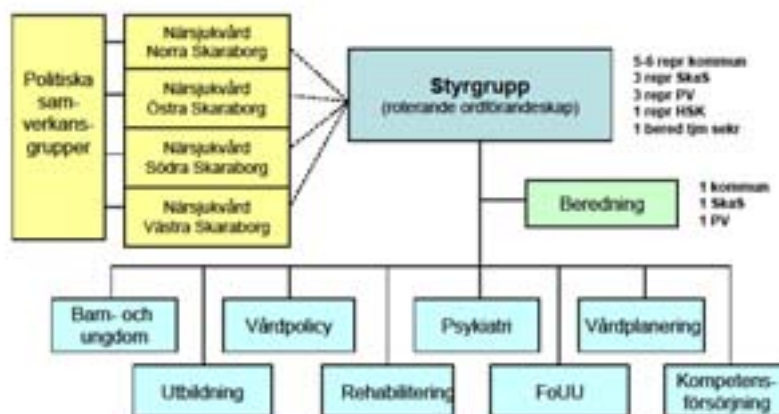 Politiska
sam-
verkans-
grupper
Närsjukvård
Norra Skaraborg
Närsjukvård
Östra Skaraborg
Närsjukvård
Södra Skaraborg
Närsjukvård
Västra Skaraborg
Styrgrupp
(roterande ordförandeskap)
5-6 repr kommun
3 repr SkaS
3 repr PV
1 repr HSK
1 bered tjm sekr
Beredning
1 kommun
1 SkaS
1 PV
Barn- och
ungdom
Vårdpolicy
Psykiatri
Vårdplanering
Utbildning
Rehabilitering
FoUU
Kompetens-
försörjning